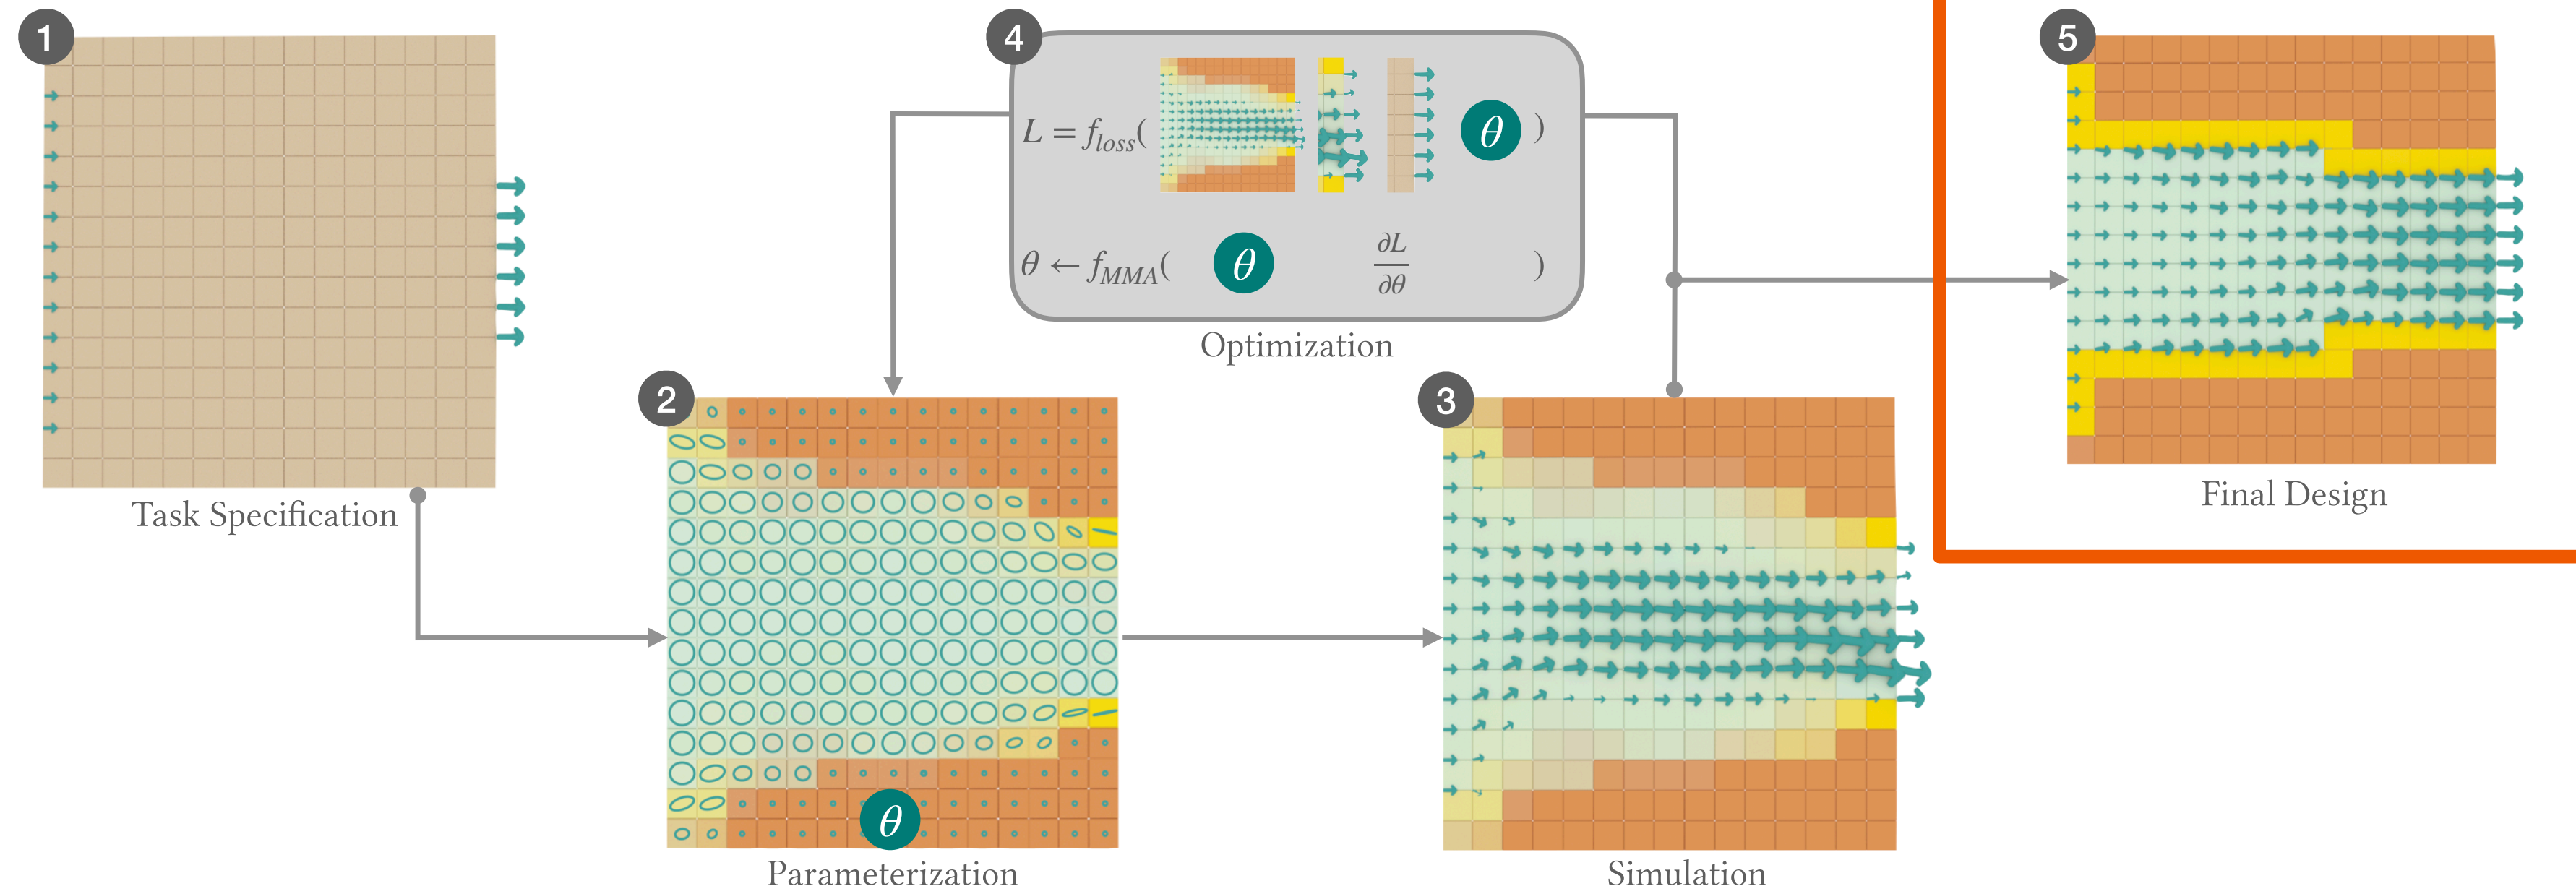 1
Task Specification
2
θ
Parameterization
3
Simulation
4
L = f_loss( θ )
θ ← f_MMA( θ ∂L/∂θ )
Optimization
5
Final Design